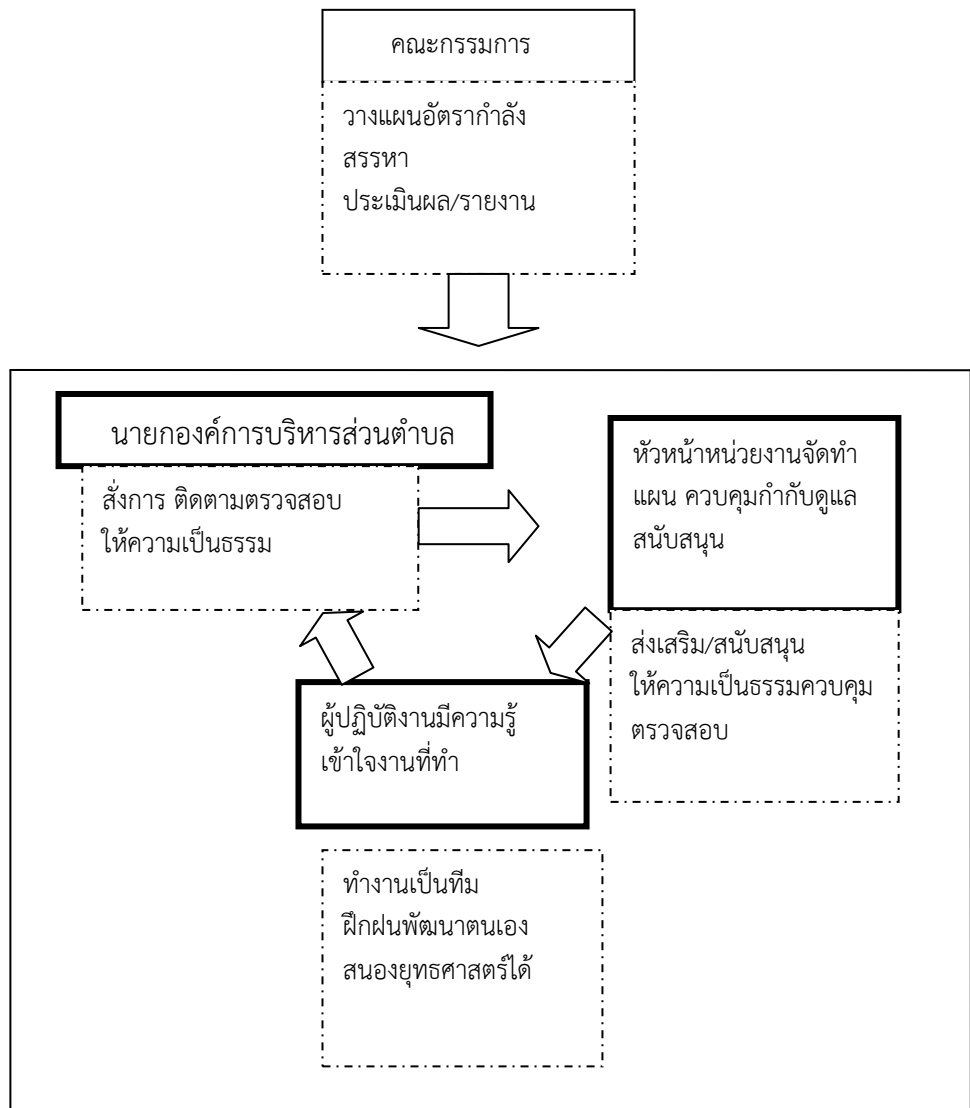 คณะกรรมการ
วางแผนอัตรากำลัง
สรรหา
ประเมินผล/รายงาน
นายกองค์การบริหารส่วนตำบล
สั่งการ ติดตามตรวจสอบ
ให้ความเป็นธรรม
หัวหน้าหน่วยงานจัดทำ
แผน ควบคุมกำกับดูแล
สนับสนุน
ส่งเสริม/สนับสนุน
ให้ความเป็นธรรมควบคุม
ตรวจสอบ
ผู้ปฏิบัติงานมีความรู้
เข้าใจงานที่ทำ
ทำงานเป็นทีม
ฝึกฝนพัฒนาตนเอง
สนองยุทธศาสตร์ได้